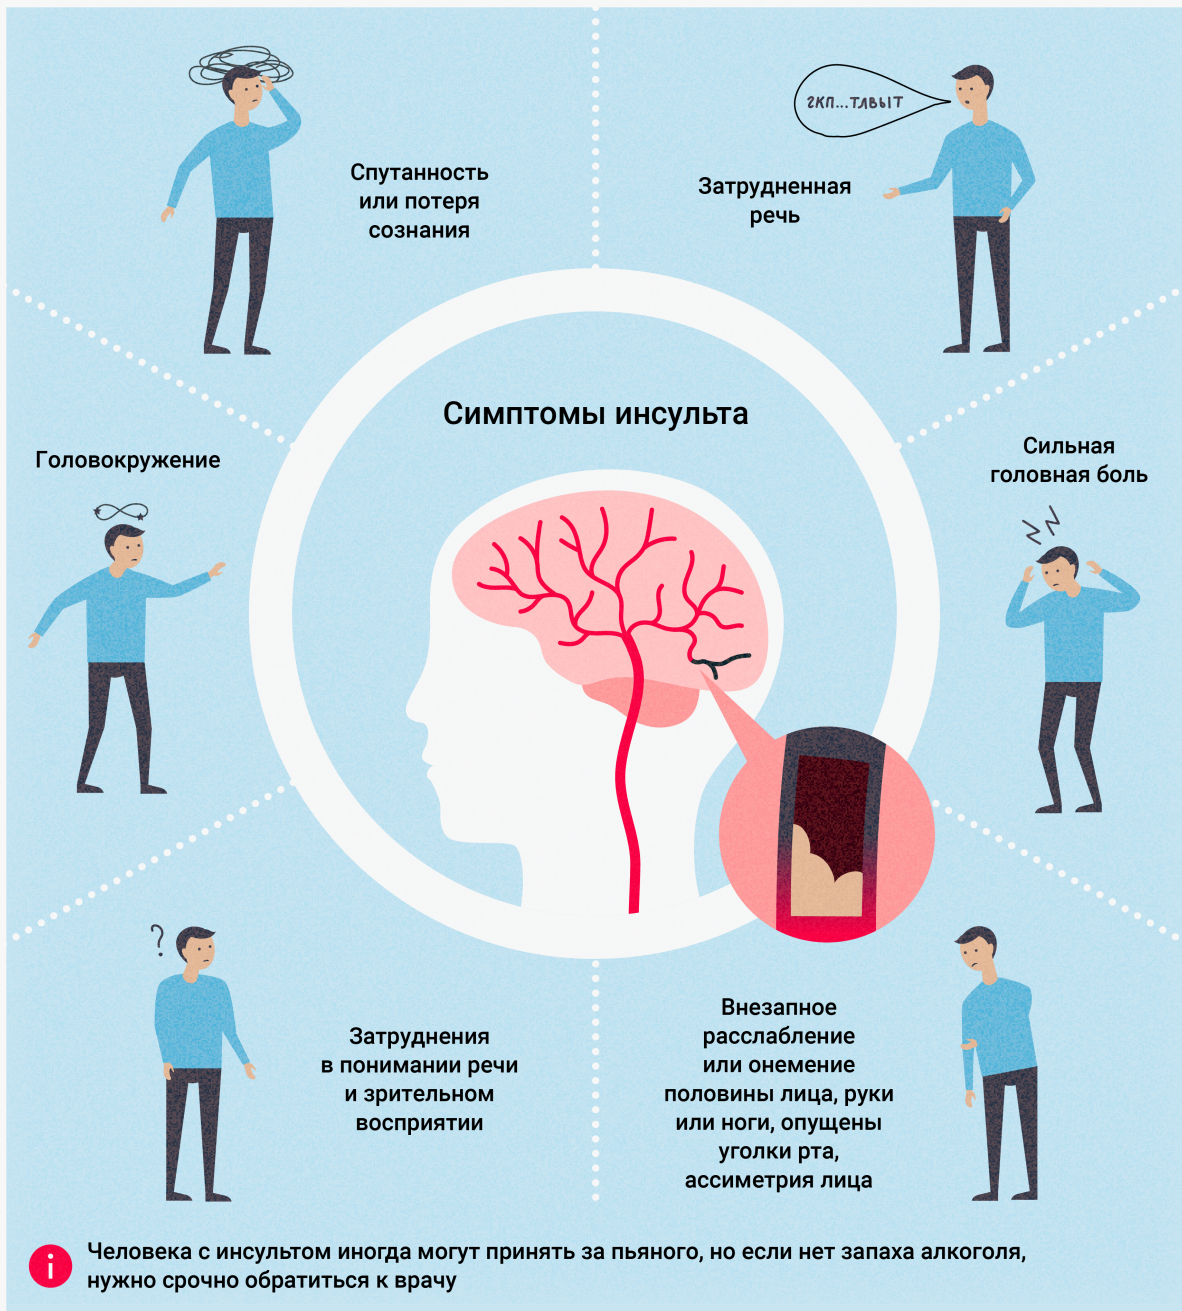 Спутанность
или потеря
сознания
гкп...тлвыт
Затрудненная
речь
Симптомы инсульта
Головокружение
Сильная
головная боль
?
Затруднения
в понимании речи
и зрительном
восприятии
Внезапное
расслабление
или онемение
половины лица, руки
или ноги, опущены
уголки рта,
ассиметрия лица
i
Человека с инсультом иногда могут принять за пьяного, но если нет запаха алкоголя,
нужно срочно обратиться к врачу